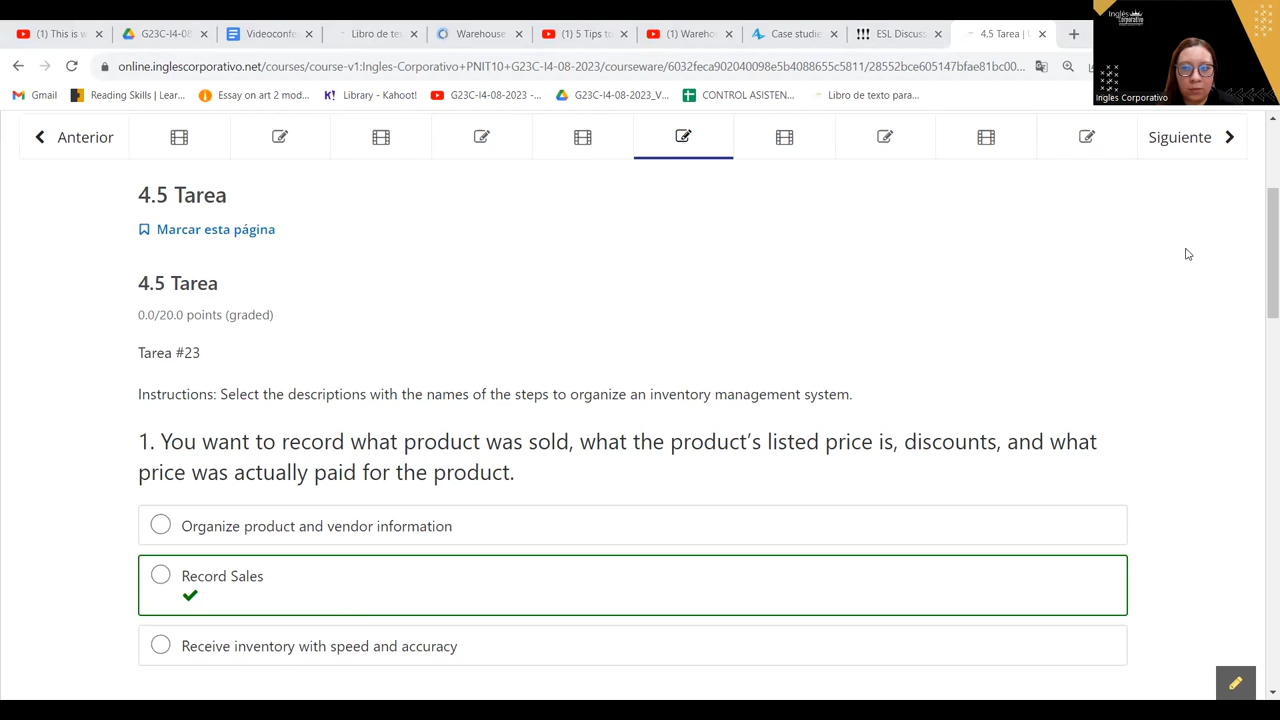 (1) This is w
G23C-I4-08
Videoconfe
Libro de te
Warehouse
(1) 5 Tips to
(1) Wareho
Case studie
ESL Discuss
4.5 Tarea |
online.inglescorporativo.net/courses/course-v1:Ingles-Corporativo+PNIT10+G23C-I4-08-2023/courseware/6032feca902040098e5b4088655c5811/28552bce605147bfae81bc00...
Gmail
Reading Skills | Lear...
Essay on art 2 mod...
Library - Ka
G23C-I4-08-2023 -...
G23C-I4-08-2023_V...
CONTROL ASISTEN...
Libro de texto para...
Inglés
Corporativo
Ingles Corporativo
Anterior
Siguiente
4.5 Tarea
Marcar esta página
4.5 Tarea
0.0/20.0 points (graded)
Tarea #23
Instructions: Select the descriptions with the names of the steps to organize an inventory management system.
1. You want to record what product was sold, what the product’s listed price is, discounts, and what
price was actually paid for the product.
Organize product and vendor information
Record Sales
Receive inventory with speed and accuracy